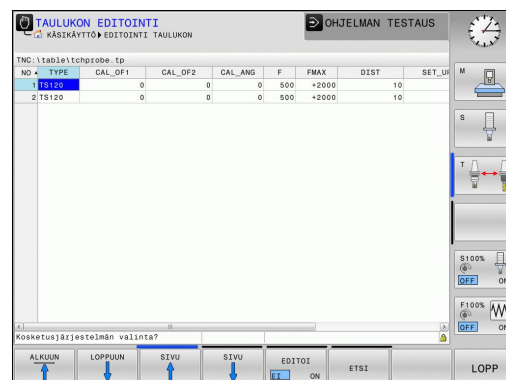 TAULUKON EDITOINTI
OHJELMAN TESTAUS
KÄSIKÄYTTÖ EDITOINTI TAULUKON
TNC:\table\tchprobe.tp
NO TYPE CAL_OF1 CAL_OF2 CAL_ANG F FMAX DIST SET_UP
1 TS120 0 0 0 500 +2000 10
2 TS120 0 0 0 500 +2000 10
Kosketusjärjestelmän valinta?
M
S
T
S100%
OFF ON
F100%
OFF ON
ALKUUN LOPPUUN SIVU SIVU EDITOI ETSI LOPP
EI ON